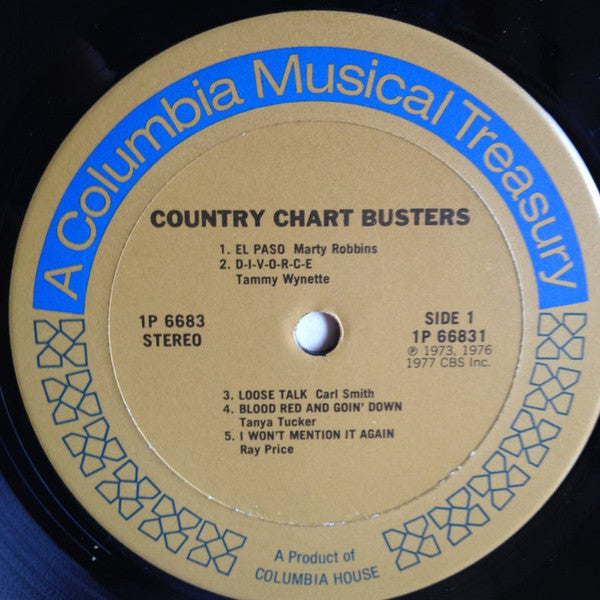 A Columbia Musical Treasury
COUNTRY CHART BUSTERS
1. EL PASO Marty Robbins
2. D-I-V-O-R-C-E
Tammy Wynette
1P 6683
STEREO
SIDE 1
1P 66831
℗ 1973, 1976
1977 CBS Inc.
3. LOOSE TALK Carl Smith
4. BLOOD RED AND GOIN' DOWN
Tanya Tucker
5. I WON'T MENTION IT AGAIN
Ray Price
A Product of
COLUMBIA HOUSE